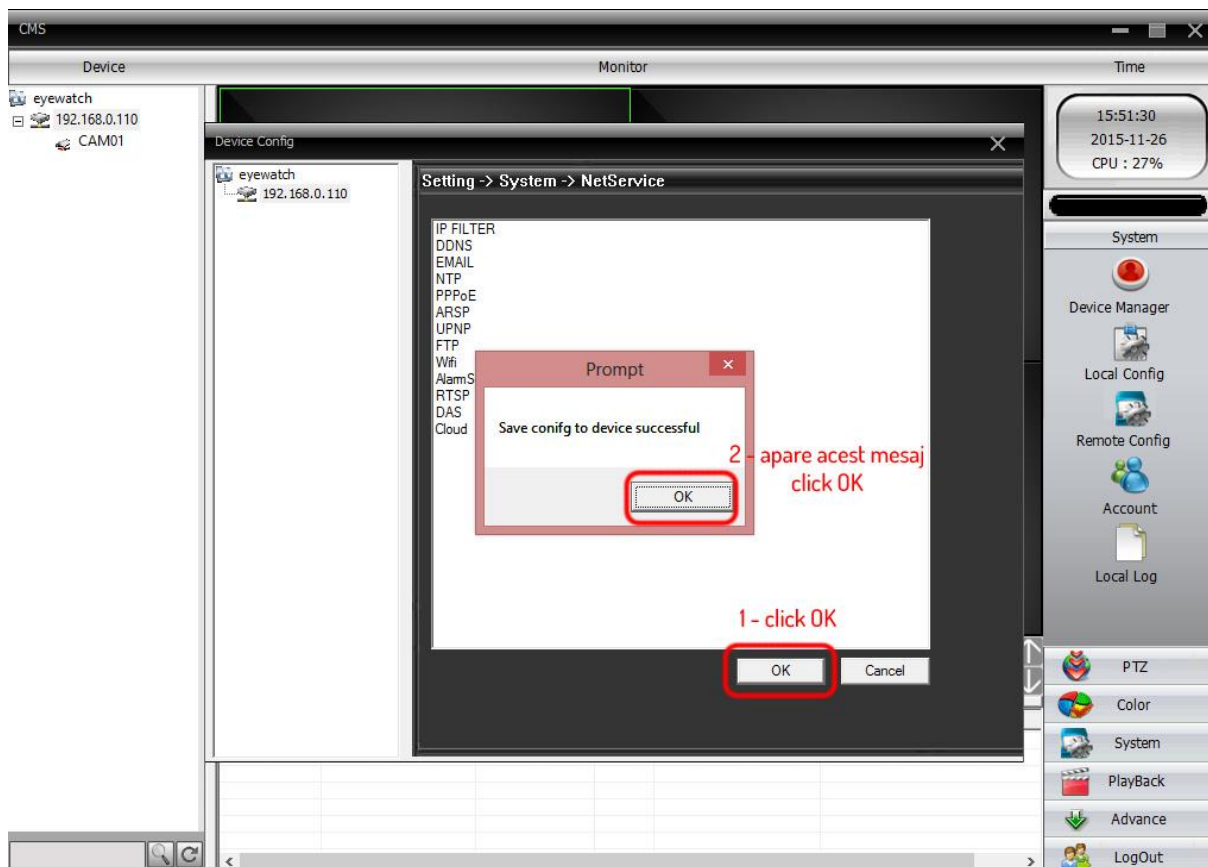 CMS
Device
Monitor
Time
eyewatch
192.168.0.110
CAM01
15:51:30
2015-11-26
CPU : 27%
Device Config
eyewatch
192.168.0.110
Setting -> System -> NetService
IP FILTER
DDNS
EMAIL
NTP
PPPoE
ARSP
UPNP
FTP
Wifi
AlarmS
RTSP
DAS
Cloud
Prompt
Save conifg to device successful
OK
2 - apare acest mesaj
click OK
1 - click OK
OK
Cancel
System
Device Manager
Local Config
Remote Config
Account
Local Log
PTZ
Color
System
PlayBack
Advance
LogOut